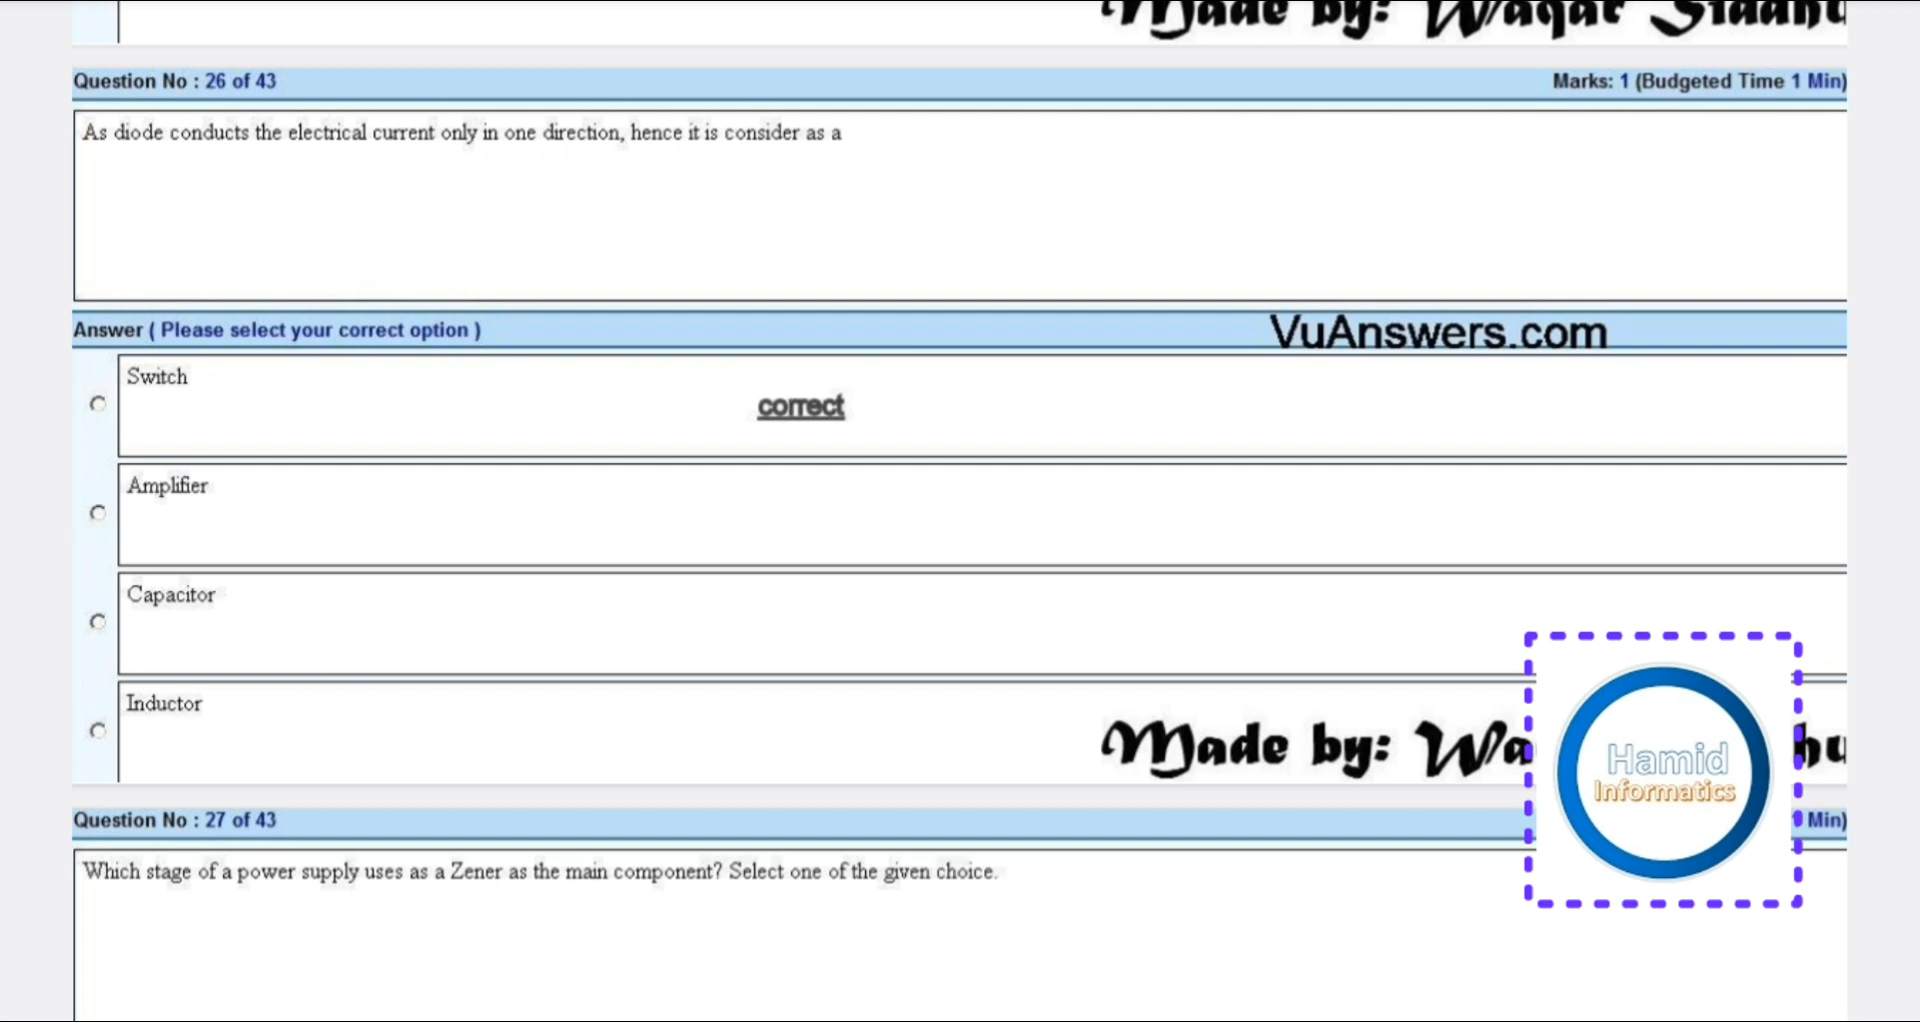 Made by: Waqar Siddhu
Question No : 26 of 43
Marks: 1 (Budgeted Time 1 Min)
As diode conducts the electrical current only in one direction, hence it is consider as a
Answer ( Please select your correct option )
VuAnswers.com
Switch
correct
Amplifier
Capacitor
Inductor
Made by: Wa hu
Hamid
Informatics
Question No : 27 of 43
Min)
Which stage of a power supply uses as a Zener as the main component? Select one of the given choice.